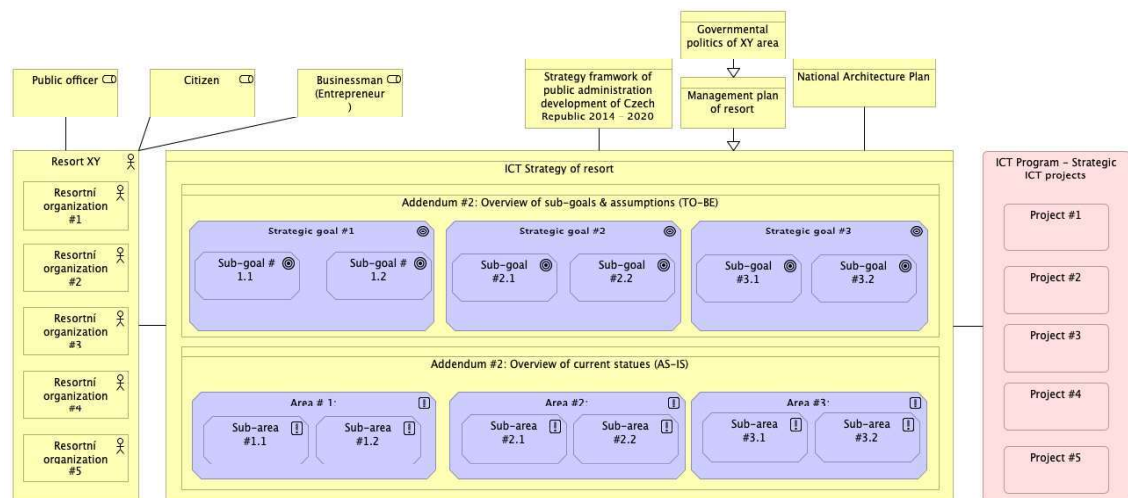 Governmental
politics of XY area
Public officer
Citizen
Businessman
(Entrepreneur
)
Strategy framwork of
public administration
development of Czech
Republic 2014 – 2020
Management plan
of resort
National Architecture Plan
Resort XY
Resortní
organization
#1
Resortní
organization
#2
Resortní
organization
#3
Resortní
organization
#4
Resortní
organization
#5
ICT Strategy of resort
Addendum #2: Overview of sub-goals & assumptions (TO-BE)
Strategic goal #1
Sub-goal #
1.1
Sub-goal #
1.2
Strategic goal #2
Sub-goal
#2.1
Sub-goal
#2.2
Strategic goal #3
Sub-goal
#3.1
Sub-goal
#3.2
Addendum #2: Overview of current statues (AS-IS)
Area # 1:
Sub-area
#1.1
Sub-area
#1.2
Area #2:
Sub-area
#2.1
Sub-area
#2.2
Area #3:
Sub-area
#3.1
Sub-area
#3.2
ICT Program – Strategic
ICT projects
Project #1
Project #2
Project #3
Project #4
Project #5